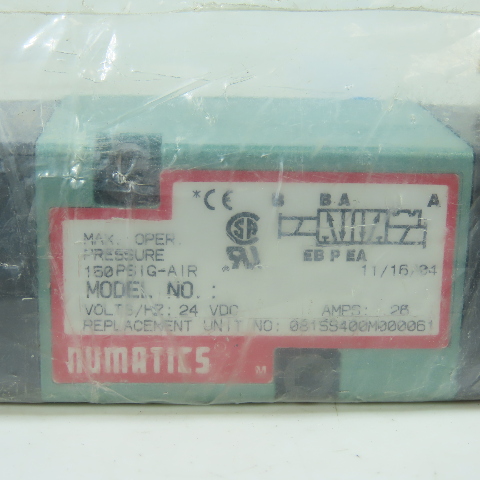 *CE B B A A
MAX. OPER.
PRESSURE EB P EA
150PSIG-AIR 11/16/04
MODEL NO.:
VOLTS/HZ: 24 VDC AMPS: .26
REPLACEMENT UNIT NO: 081SS400M000061
numatics®